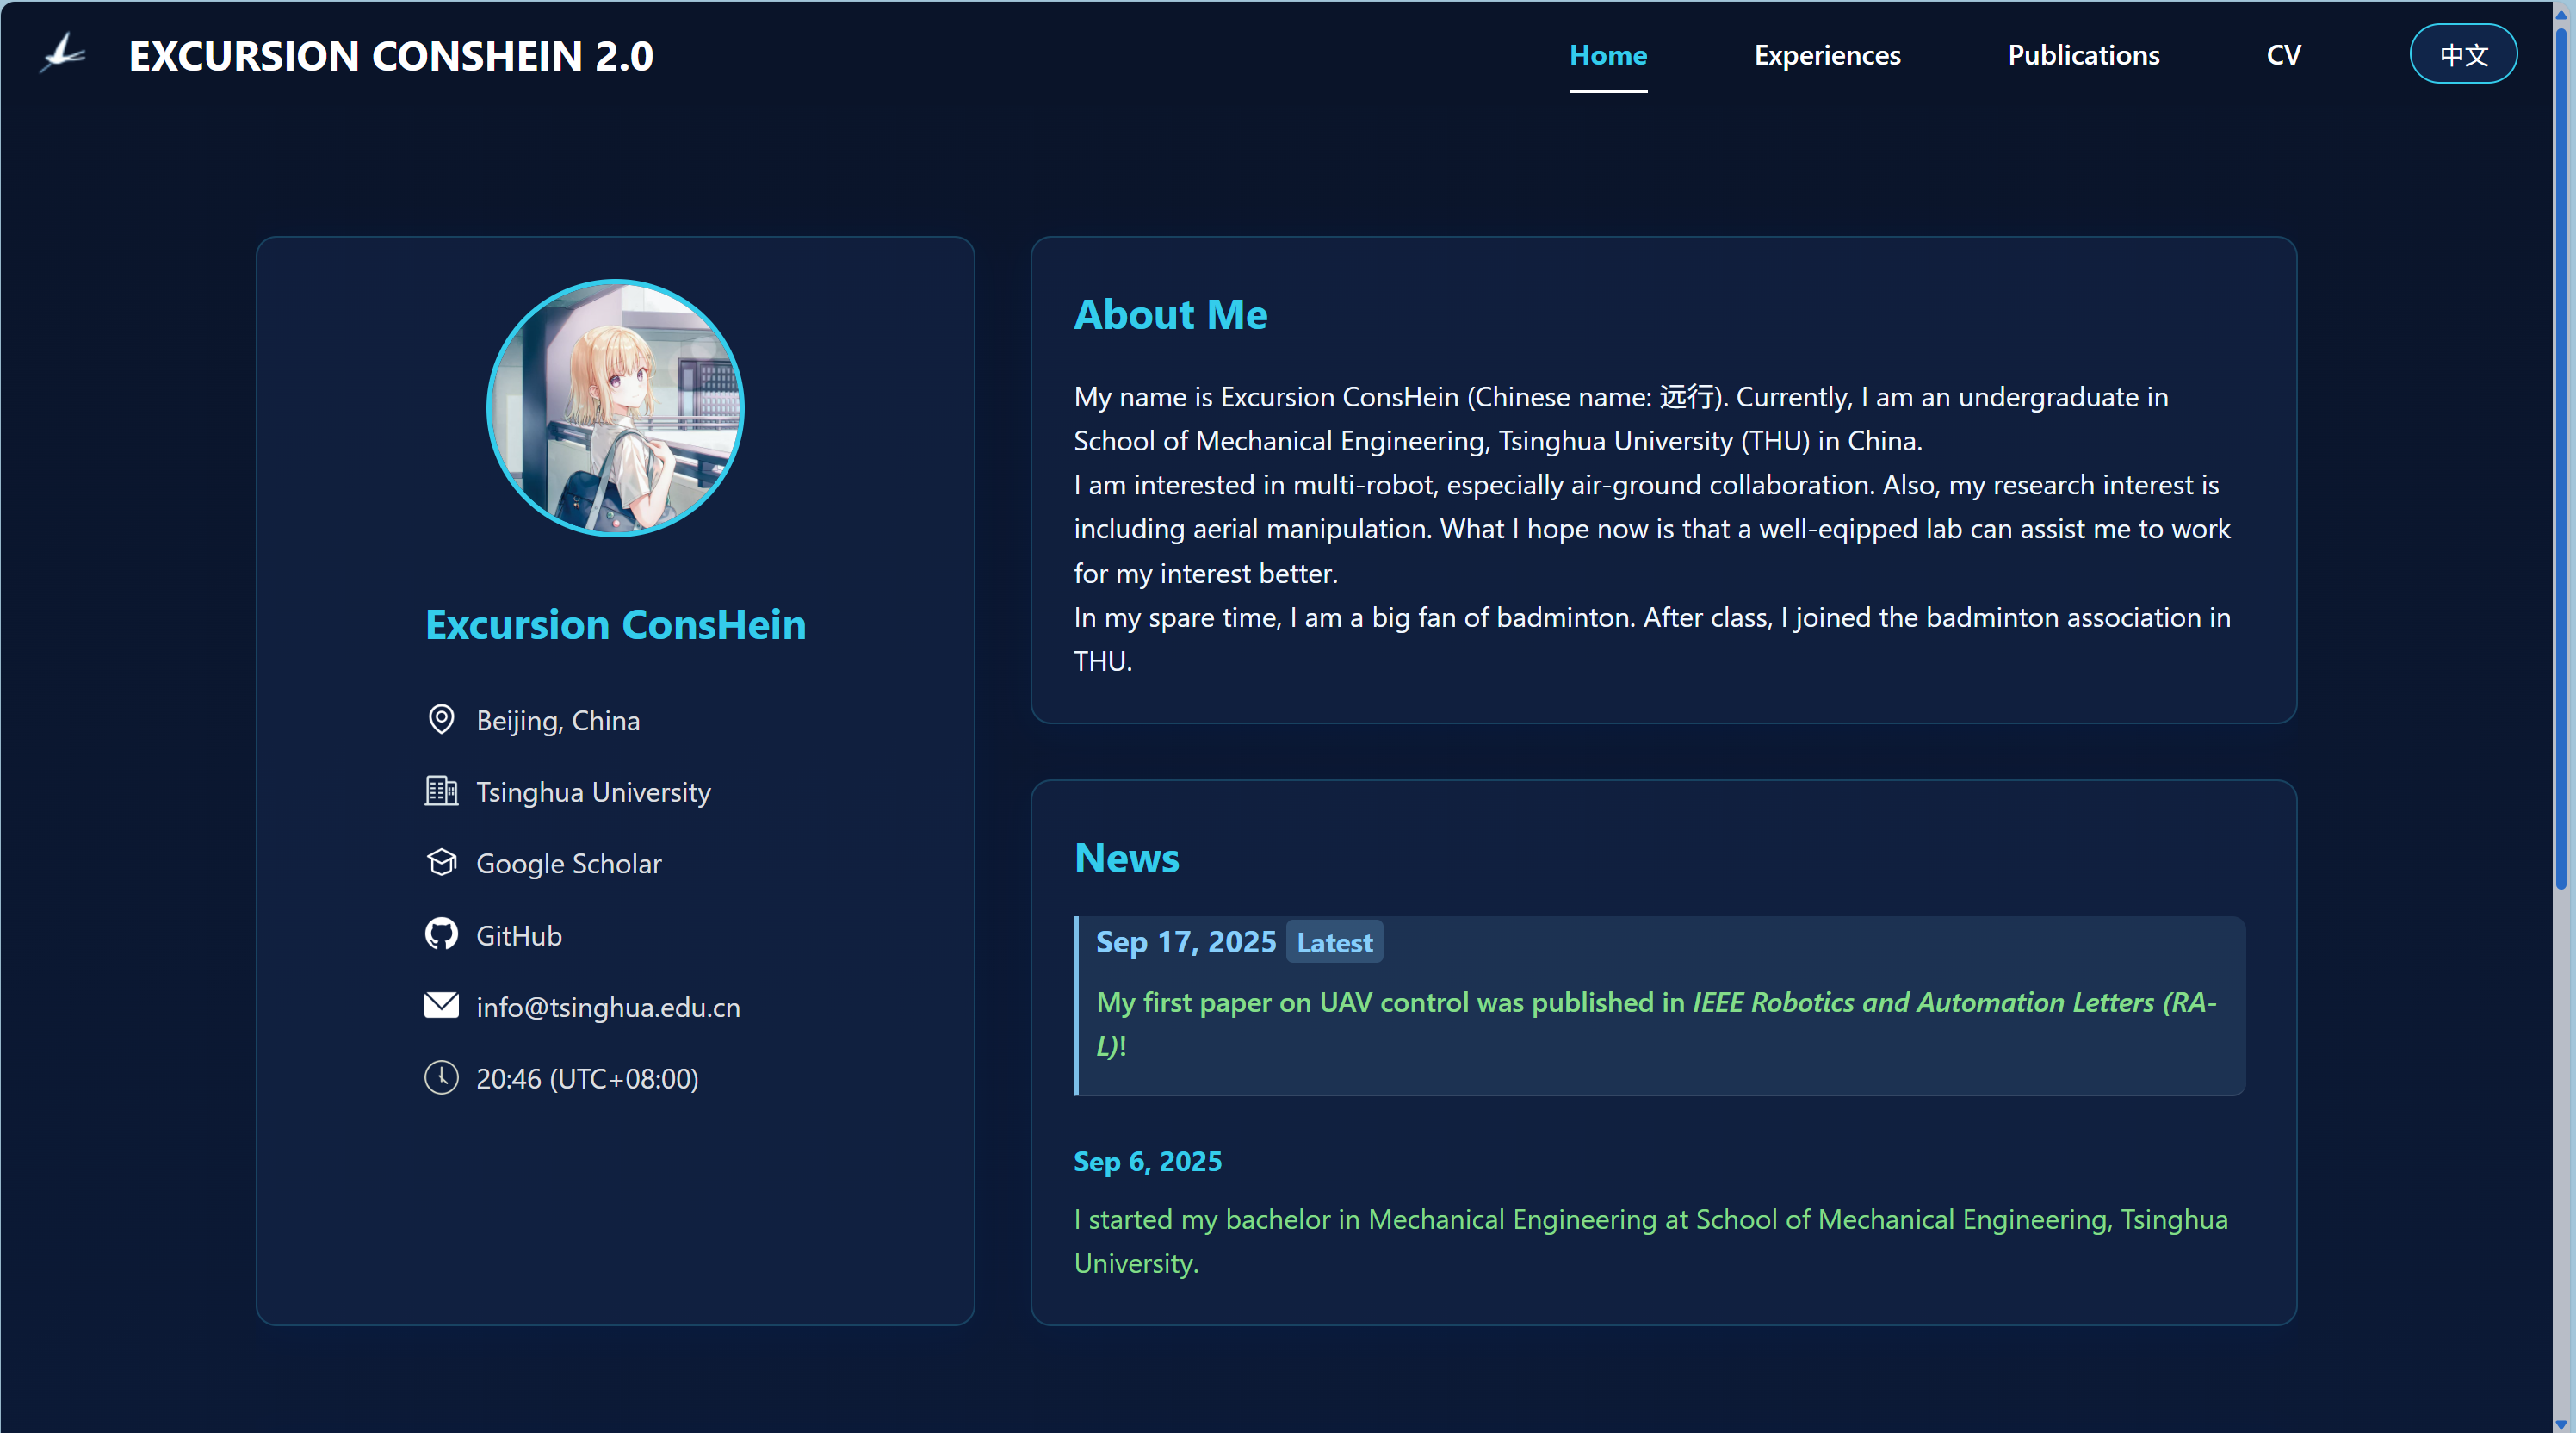 EXCURSION CONSHEIN 2.0
Home
Experiences
Publications
CV
中文
Excursion ConsHein
Beijing, China
Tsinghua University
Google Scholar
GitHub
info@tsinghua.edu.cn
20:46 (UTC+08:00)
About Me
My name is Excursion ConsHein (Chinese name: 远行). Currently, I am an undergraduate in
School of Mechanical Engineering, Tsinghua University (THU) in China.
I am interested in multi-robot, especially air-ground collaboration. Also, my research interest is
including aerial manipulation. What I hope now is that a well-eqipped lab can assist me to work
for my interest better.
In my spare time, I am a big fan of badminton. After class, I joined the badminton association in
THU.
News
Sep 17, 2025 Latest
My first paper on UAV control was published in IEEE Robotics and Automation Letters (RA-
L)!
Sep 6, 2025
I started my bachelor in Mechanical Engineering at School of Mechanical Engineering, Tsinghua
University.